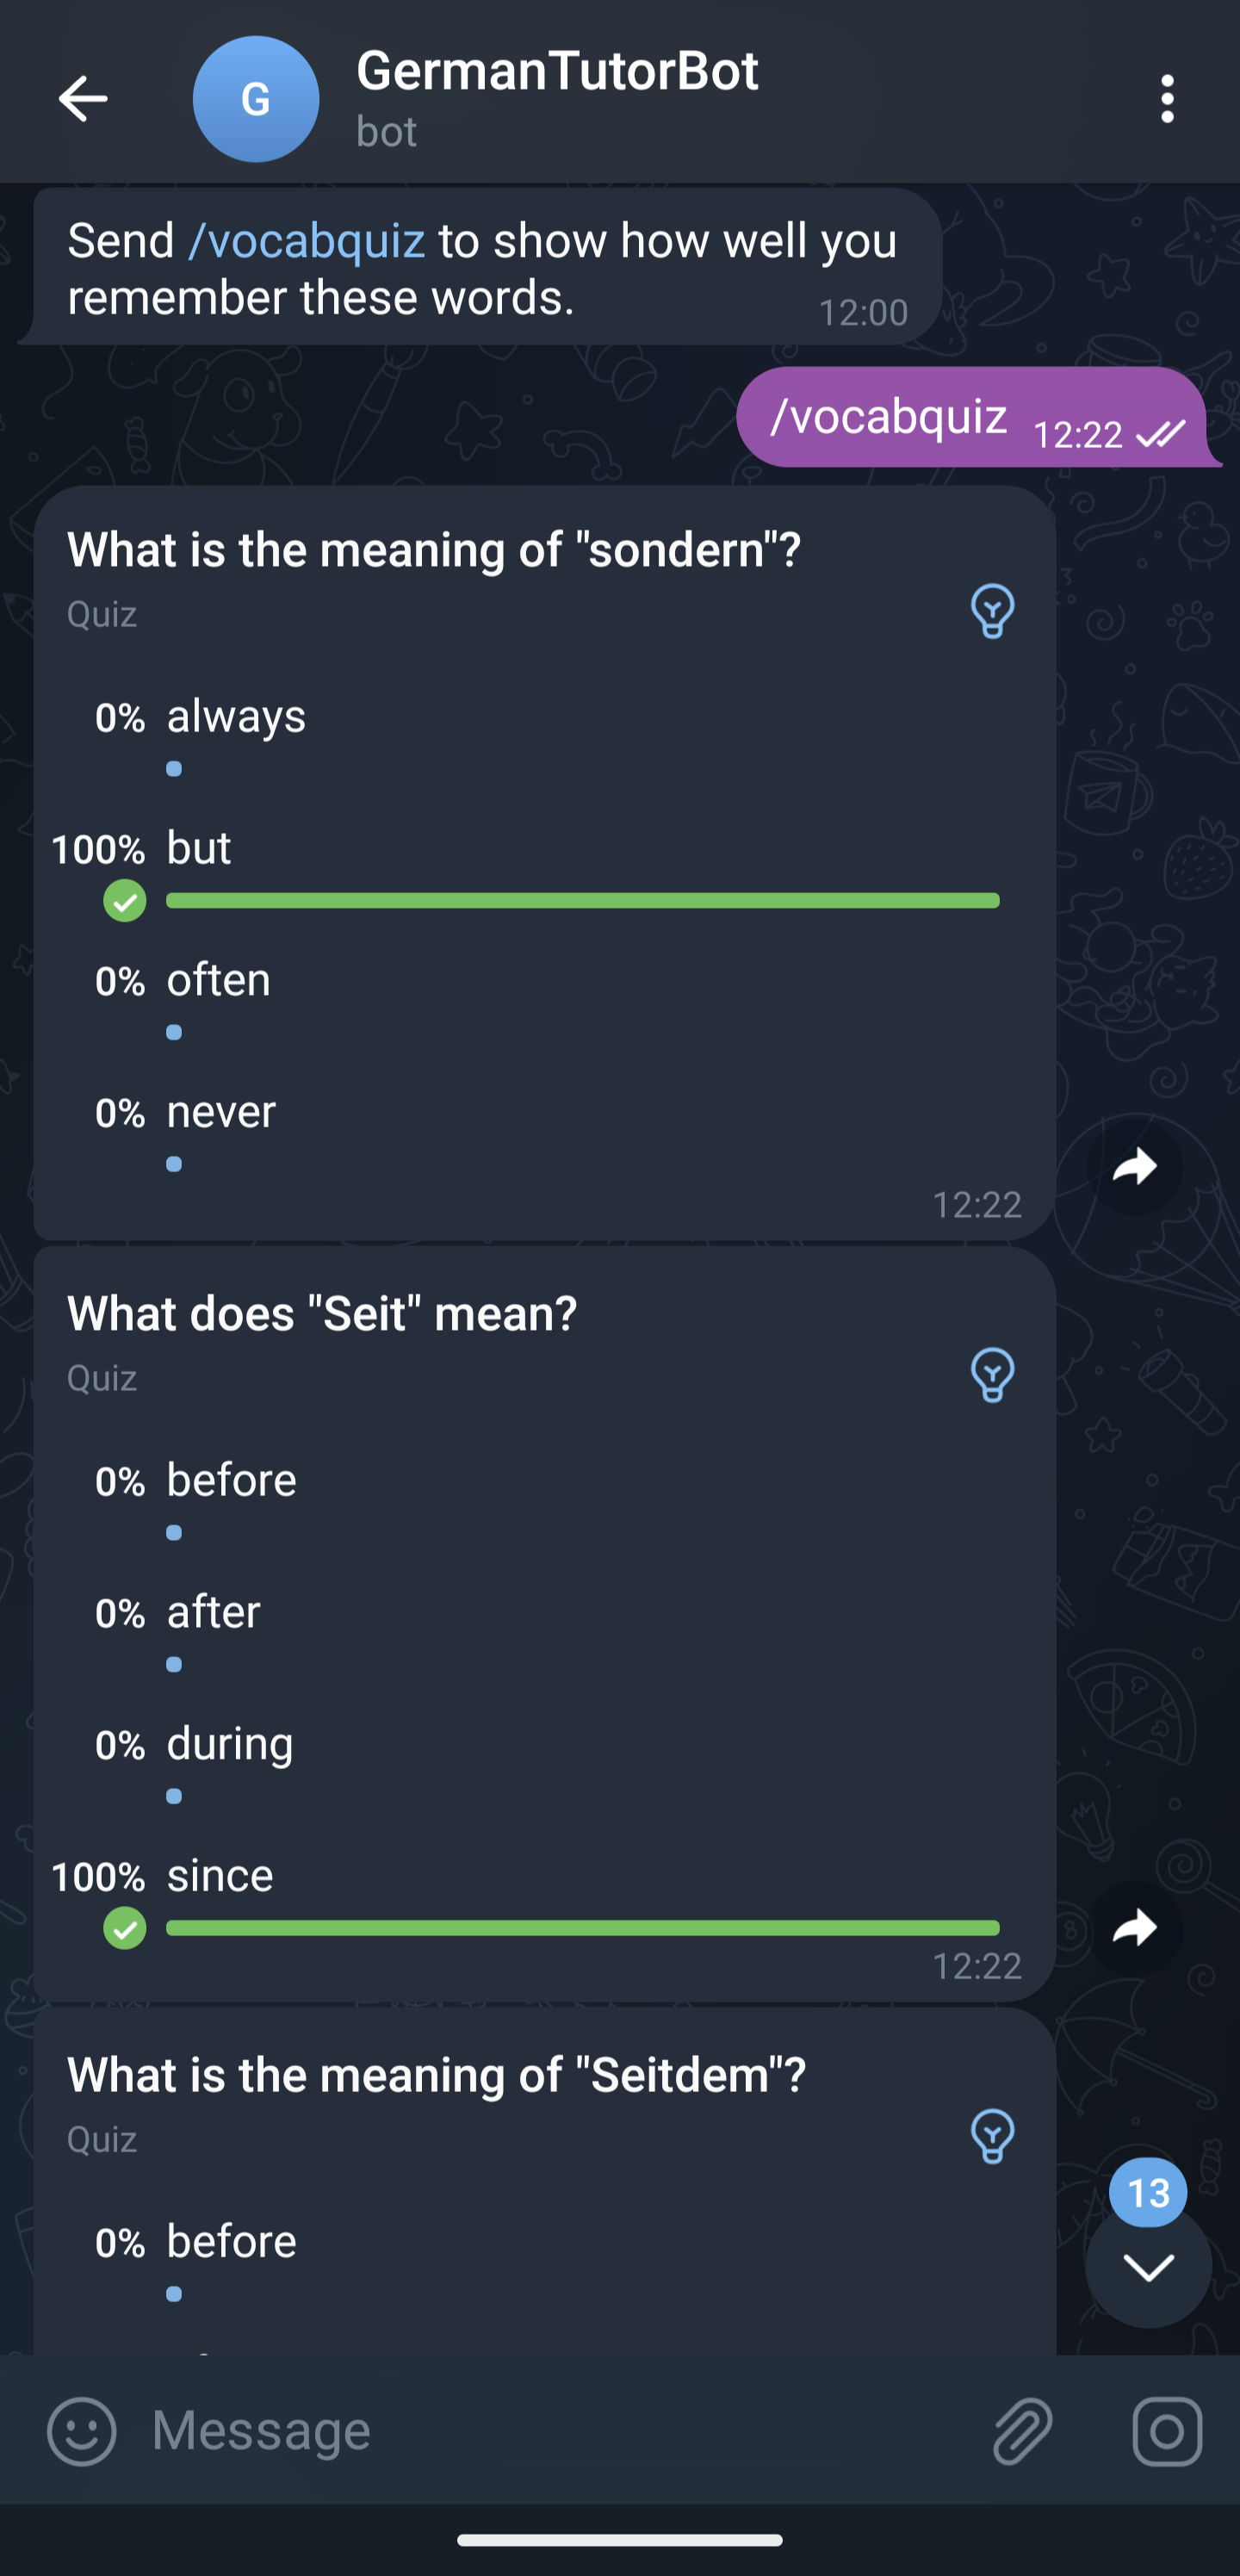 G
GermanTutorBot
bot
Send /vocabquiz to show how well you
remember these words.
12:00
/vocabquiz 12:22
What is the meaning of "sondern"?
Quiz
0% always
100% but
0% often
0% never
12:22
What does "Seit" mean?
Quiz
0% before
0% after
0% during
100% since
12:22
What is the meaning of "Seitdem"?
Quiz
0% before
13
Message